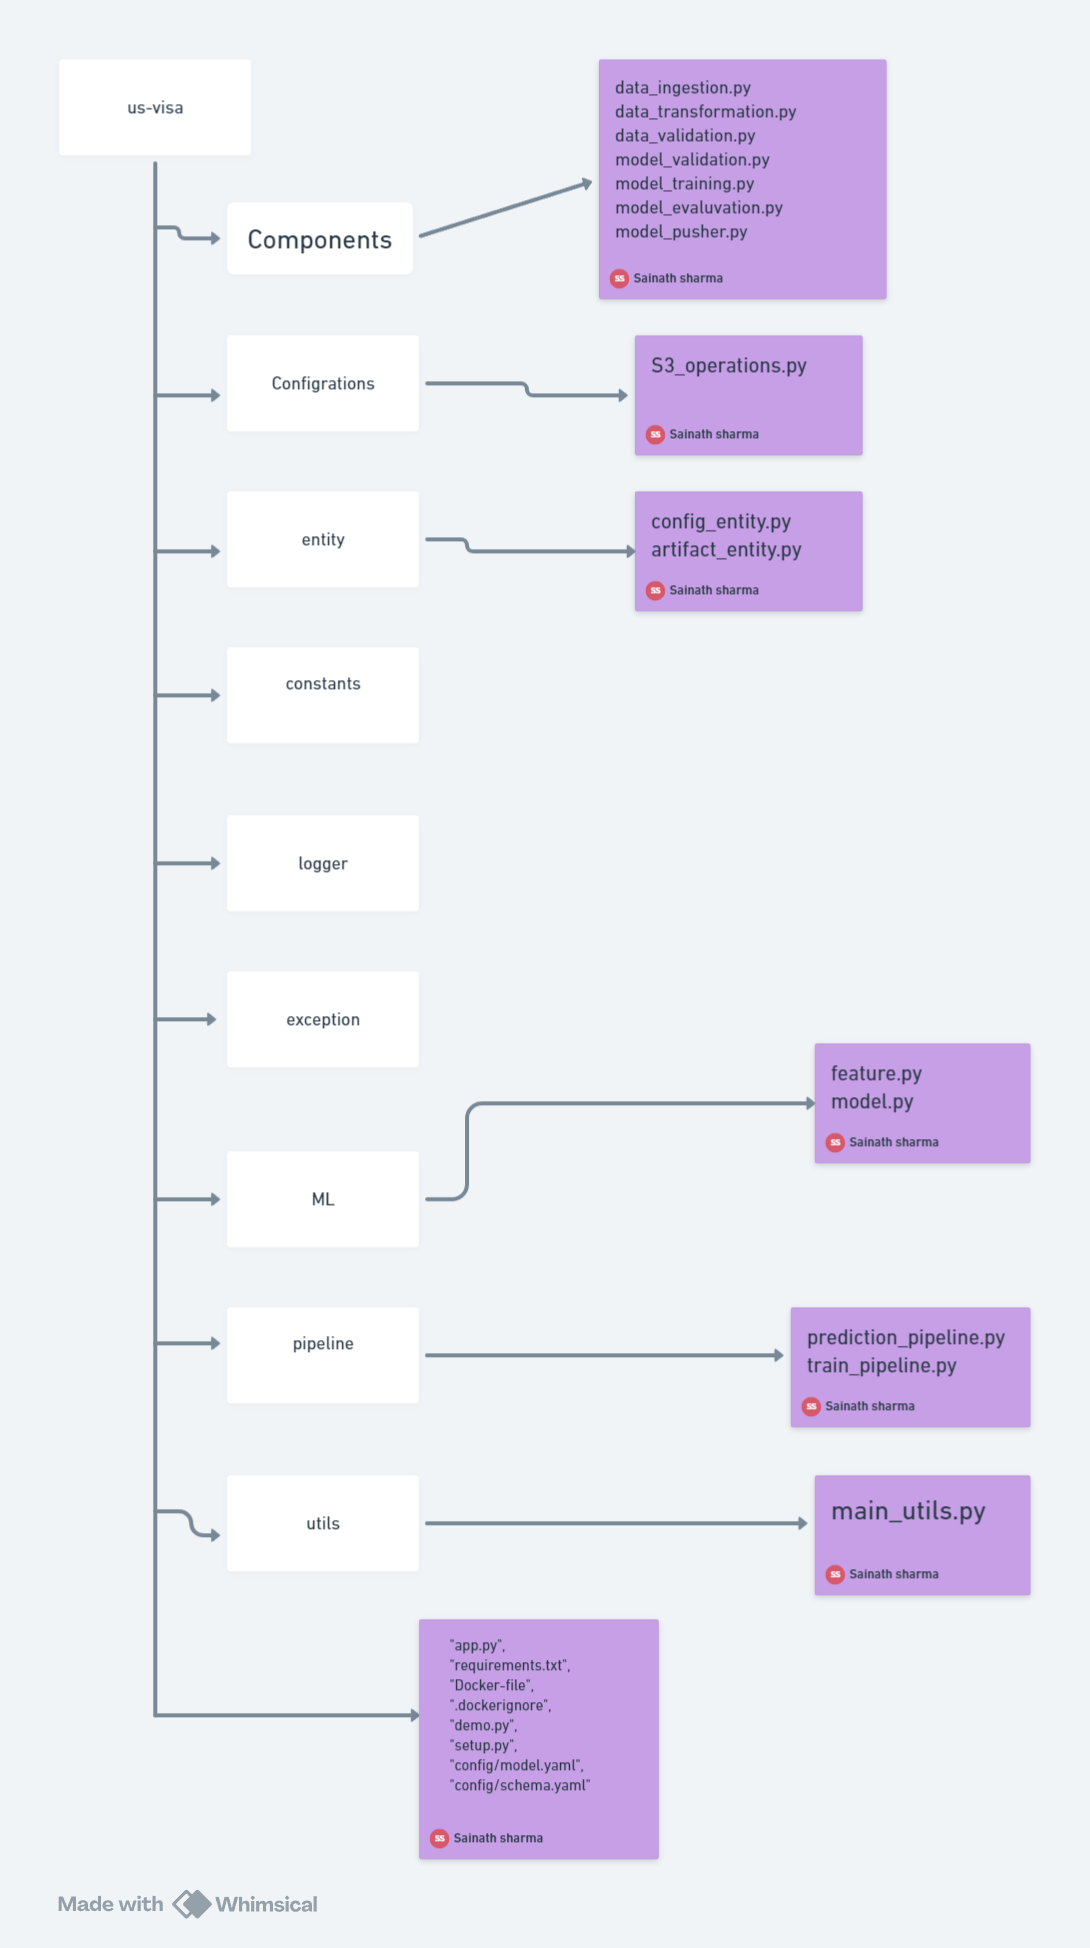 us-visa
data_ingestion.py
data_transformation.py
data_validation.py
model_validation.py
model_training.py
model_evaluvation.py
model_pusher.py
SS Sainath sharma
Components
Configrations
S3_operations.py
SS Sainath sharma
entity
config_entity.py
artifact_entity.py
SS Sainath sharma
constants
logger
exception
feature.py
model.py
SS Sainath sharma
ML
pipeline
prediction_pipeline.py
train_pipeline.py
SS Sainath sharma
utils
main_utils.py
SS Sainath sharma
"app.py",
"requirements.txt",
"Docker-file",
".dockerignore",
"demo.py",
"setup.py",
"config/model.yaml",
"config/schema.yaml"
SS Sainath sharma
Made with Whimsical